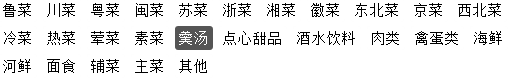 鲁菜 川菜 粤菜 闽菜 苏菜 浙菜 湘菜 徽菜 东北菜 京菜 西北菜
冷菜 热菜 荤菜 素菜 羹汤 点心甜品 酒水饮料 肉类 禽蛋类 海鲜
河鲜 面食 辅菜 主菜 其他